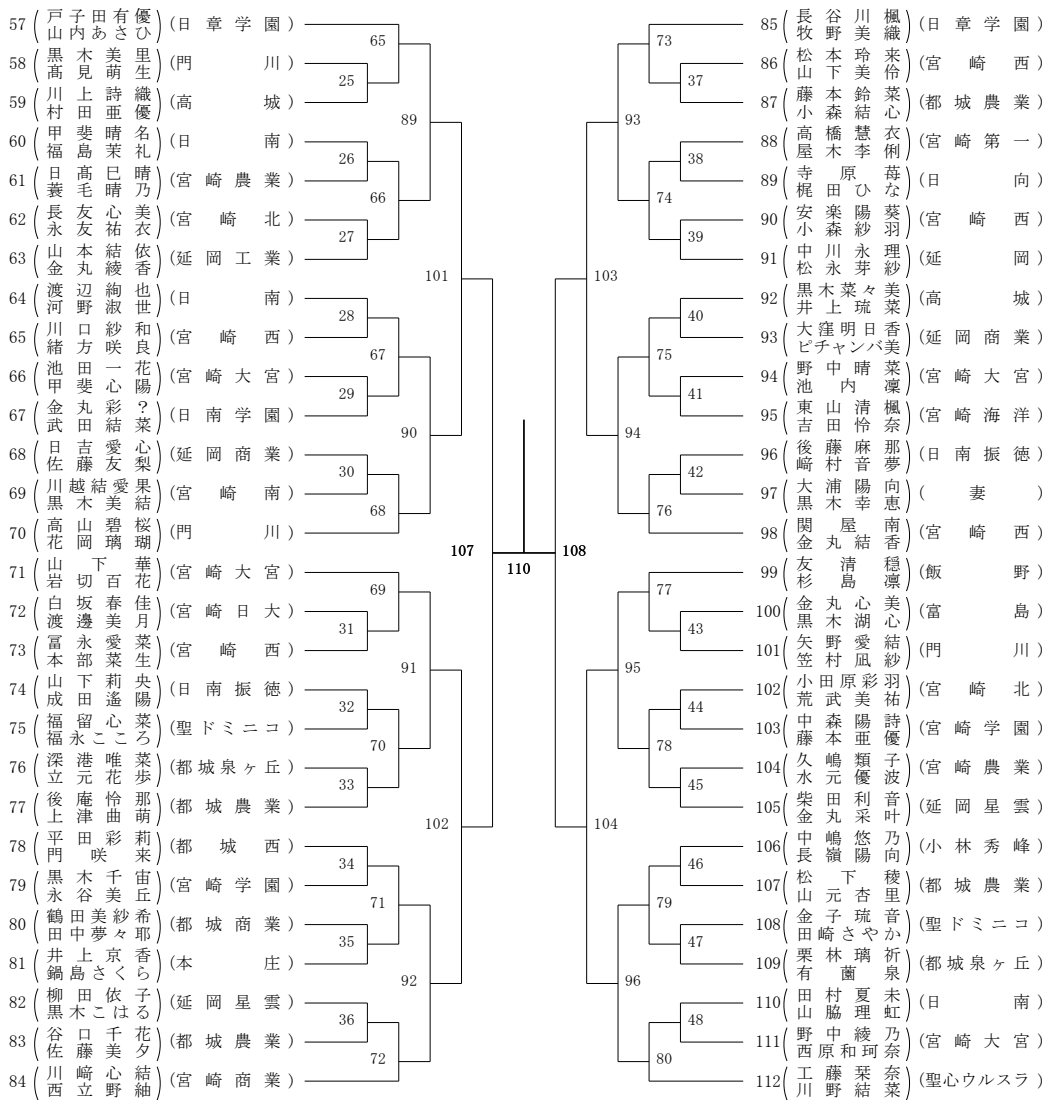 57 (戸子田有優 山内あさひ) (日章学園)
58 (黒木美里 髙見萌生) (門川)
59 (川上詩織 村田亜優) (高城)
60 (甲斐晴名 福島茉礼) (日南)
61 (日髙巳晴 蓑毛晴乃) (宮崎農業)
62 (長友心美 永友祐衣) (宮崎北)
63 (山本結依 金丸綾香) (延岡工業)
64 (渡辺絢也 河野淑世) (日南)
65 (川口紗和 緒方咲良) (宮崎西)
66 (池田一花 甲斐心陽) (宮崎大宮)
67 (金丸彩? 武田結菜) (日南学園)
68 (日吉愛心 佐藤友梨) (延岡商業)
69 (川越結愛果 黒木美結) (宮崎南)
70 (高山碧桜 花岡璃瑚) (門川)
71 (山下華 岩切百花) (宮崎大宮)
72 (白坂春佳 渡邊美月) (宮崎日大)
73 (冨永愛菜 本部菜生) (宮崎西)
74 (山下莉央 成田遙陽) (日南振徳)
75 (福留心菜 福永こころ) (聖ドミニコ)
76 (深港唯菜 立元花歩) (都城泉ヶ丘)
77 (後庵怜那 上津曲萌) (都城農業)
78 (平田彩莉 門咲来) (都城西)
79 (黒木千宙 永谷美丘) (宮崎学園)
80 (鶴田美紗希 田中夢々耶) (都城商業)
81 (井上京香 鍋島さくら) (本庄)
82 (柳田依子 黒木こはる) (延岡星雲)
83 (谷口千花 佐藤美夕) (都城農業)
84 (川﨑心結 西立野紬) (宮崎商業)
65
25
89
26
66
27
101
28
67
29
90
30
68
107
69
31
91
32
70
33
102
34
71
35
92
36
72
110
108
73
37
93
38
74
39
103
40
75
41
94
42
76
77
43
95
44
78
45
104
46
79
47
96
48
80
85 (長谷川楓 牧野美織) (日章学園)
86 (松本玲来 山下美伶) (宮崎西)
87 (藤本鈴菜 小森結心) (都城農業)
88 (高橋慧衣 屋木李俐) (宮崎第一)
89 (寺原苺 梶田ひな) (日向)
90 (安楽陽葵 小森紗羽) (宮崎西)
91 (中川永理 松永芽紗) (延岡)
92 (黒木菜々美 井上琉菜) (高城)
93 (大窪明日香 ピチャンバ美) (延岡商業)
94 (野中晴菜 池内凜) (宮崎大宮)
95 (東山清楓 吉田怜奈) (宮崎海洋)
96 (後藤麻那 﨑村音夢) (日南振徳)
97 (大浦陽向 黒木幸恵) (妻)
98 (関屋南 金丸結香) (宮崎西)
99 (友清穏 杉島凛) (飯野)
100 (金丸心美 黒木湖心) (富島)
101 (矢野愛結 笠村凪紗) (門川)
102 (小田原彩羽 荒武美祐) (宮崎北)
103 (中森陽詩 藤本亜優) (宮崎学園)
104 (久嶋類子 水元優波) (宮崎農業)
105 (柴田利音 金丸采叶) (延岡星雲)
106 (中嶋悠乃 長嶺陽向) (小林秀峰)
107 (松下稜 山元杏里) (都城農業)
108 (金子琉音 田崎さやか) (聖ドミニコ)
109 (栗林璃祈 有薗泉) (都城泉ヶ丘)
110 (田村夏未 山脇理虹) (日南)
111 (野中綾乃 西原和珂奈) (宮崎大宮)
112 (工藤栞奈 川野結菜) (聖心ウルスラ)